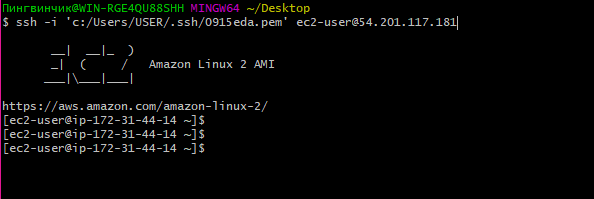 Пингвинчик@WIN-RGE4QU88SHH MINGW64 ~/Desktop
$ ssh -i 'c:/Users/USER/.ssh/0915eda.pem' ec2-user@54.201.117.181
       __|  __|_  )
       _|  (     /   Amazon Linux 2 AMI
      ___|\___|___|
https://aws.amazon.com/amazon-linux-2/
[ec2-user@ip-172-31-44-14 ~]$
[ec2-user@ip-172-31-44-14 ~]$
[ec2-user@ip-172-31-44-14 ~]$